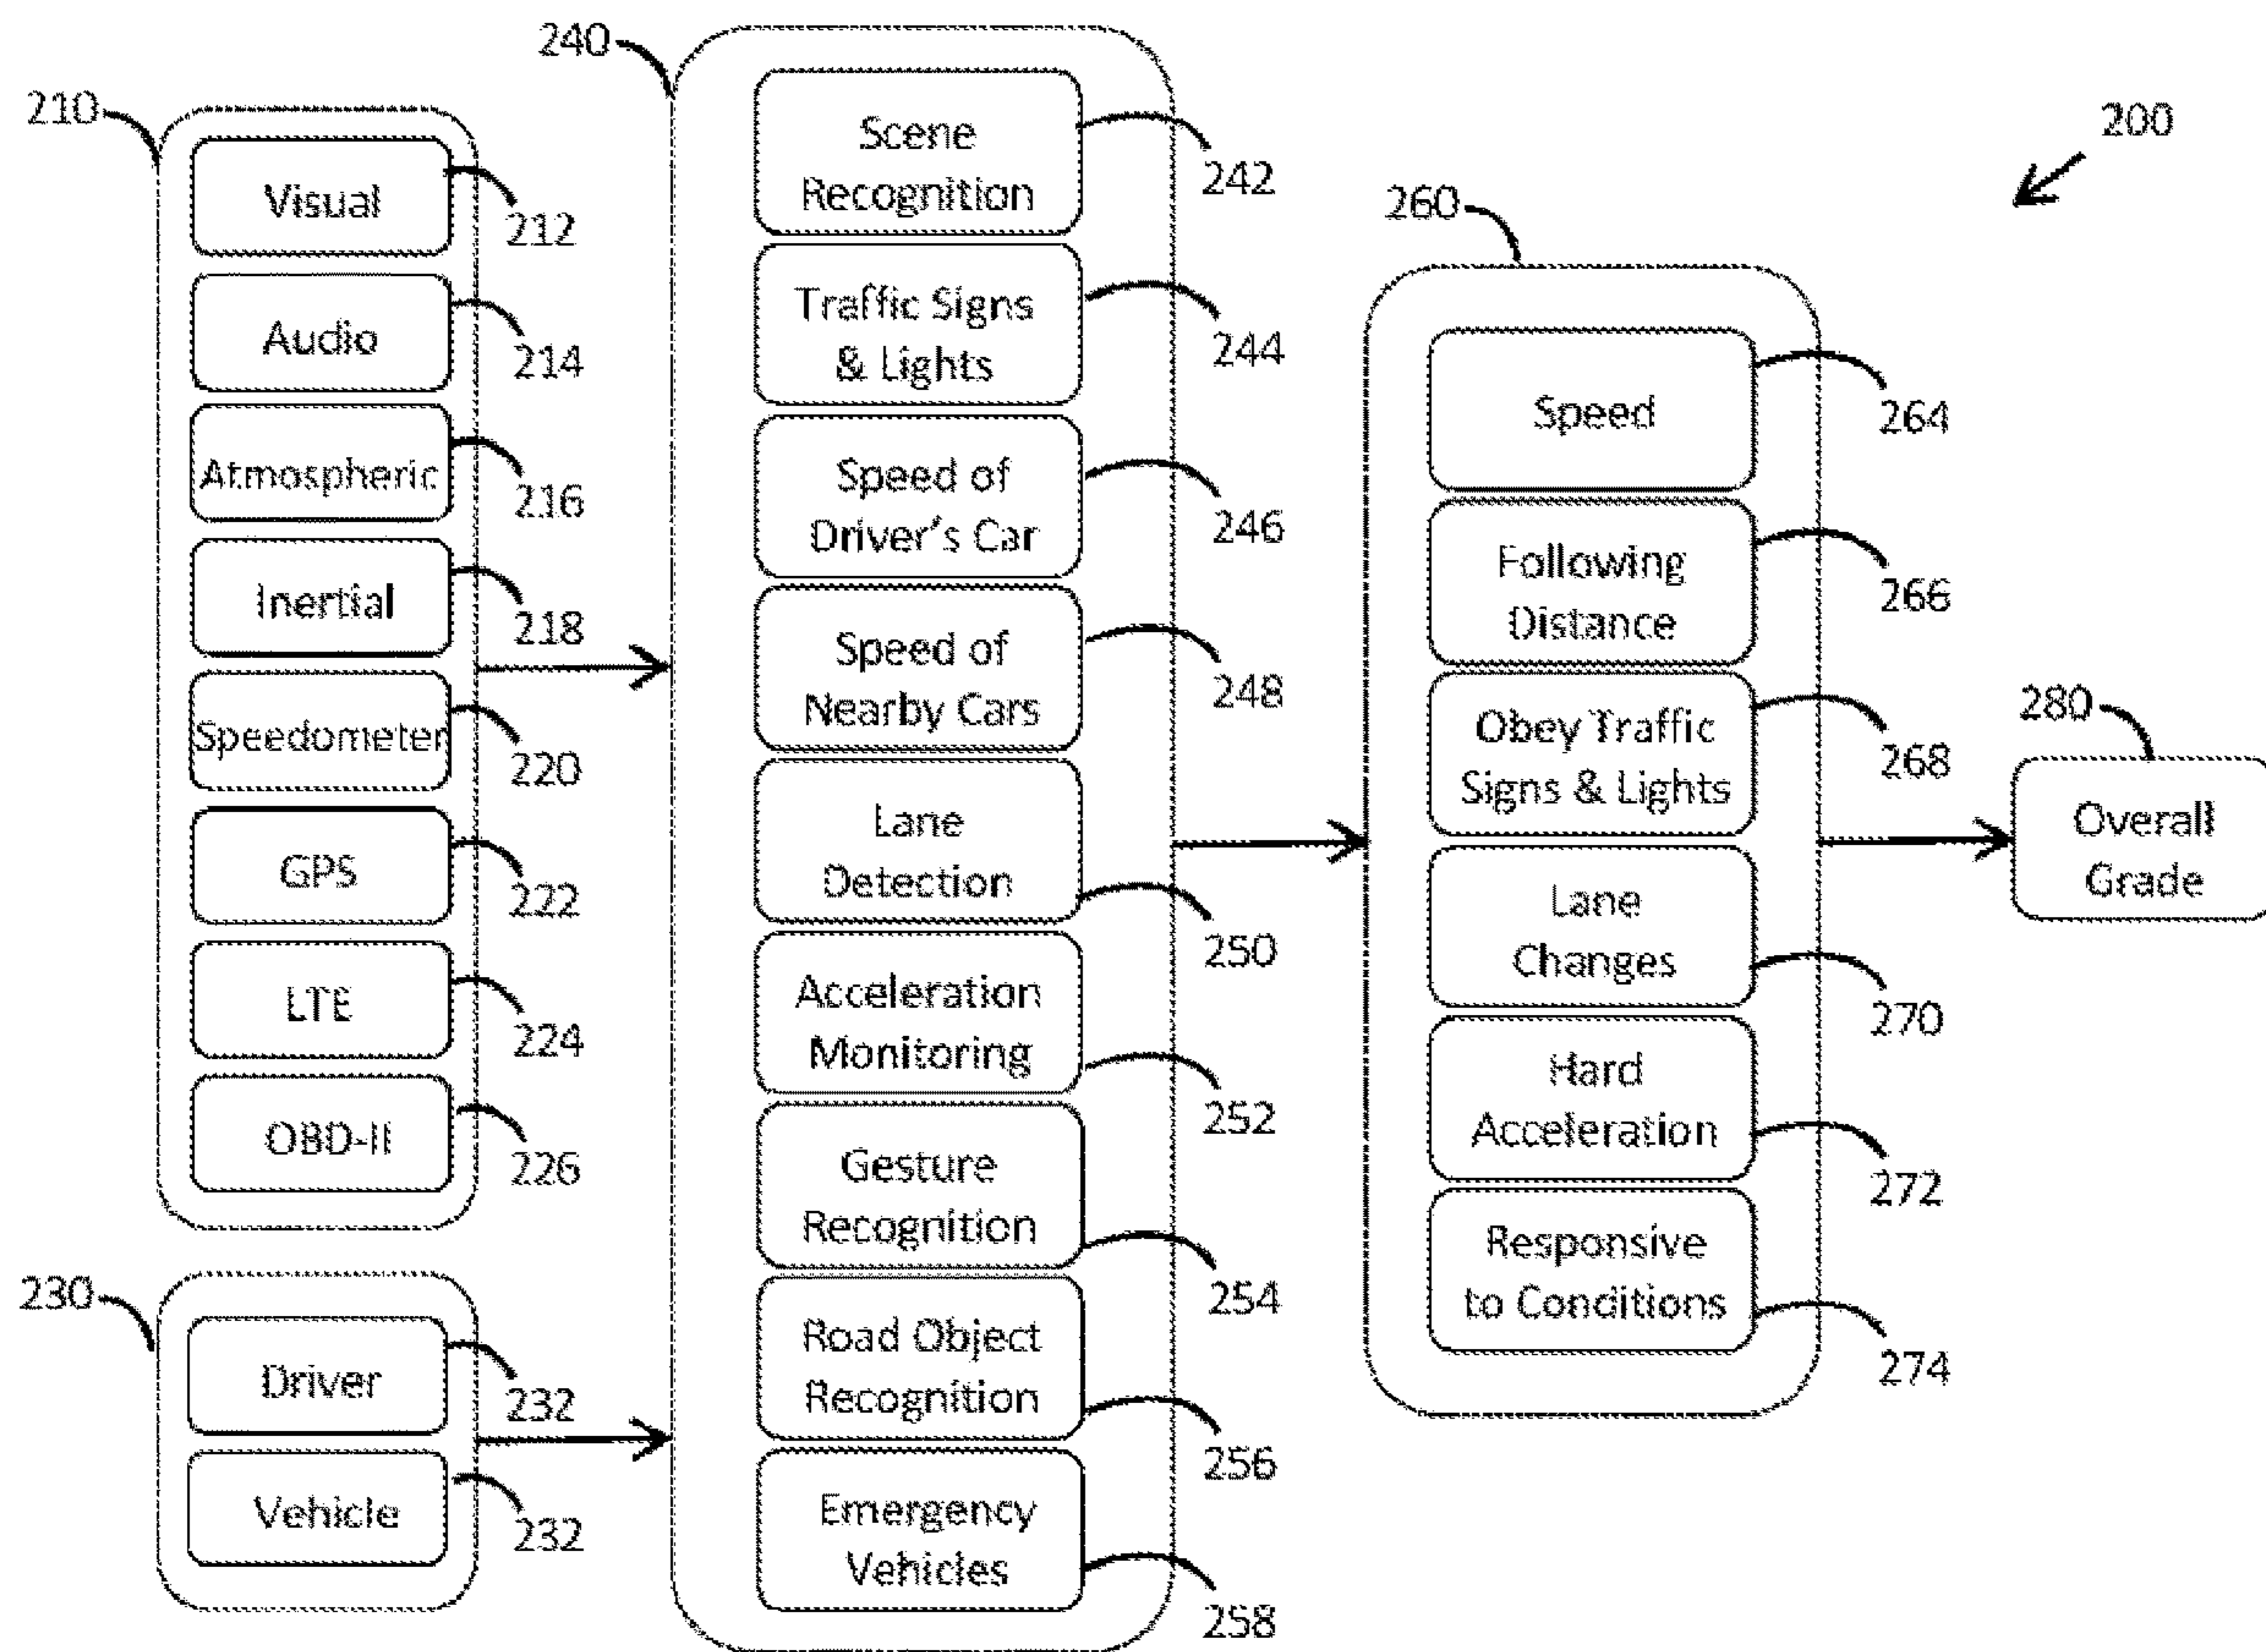 210
Visual
212
Audio
214
Atmospheric
216
Inertial
218
Speedometer
220
GPS
222
LTE
224
OBD-II
226
230
Driver
232
Vehicle
232
240
Scene
Recognition
242
Traffic Signs
& Lights
244
Speed of
Driver's Car
246
Speed of
Nearby Cars
248
Lane
Detection
250
Acceleration
Monitoring
252
Gesture
Recognition
254
Road Object
Recognition
256
Emergency
Vehicles
258
260
Speed
264
Following
Distance
266
Obey Traffic
Signs & Lights
268
Lane
Changes
270
Hard
Acceleration
272
Responsive
to Conditions
274
200
280
Overall
Grade